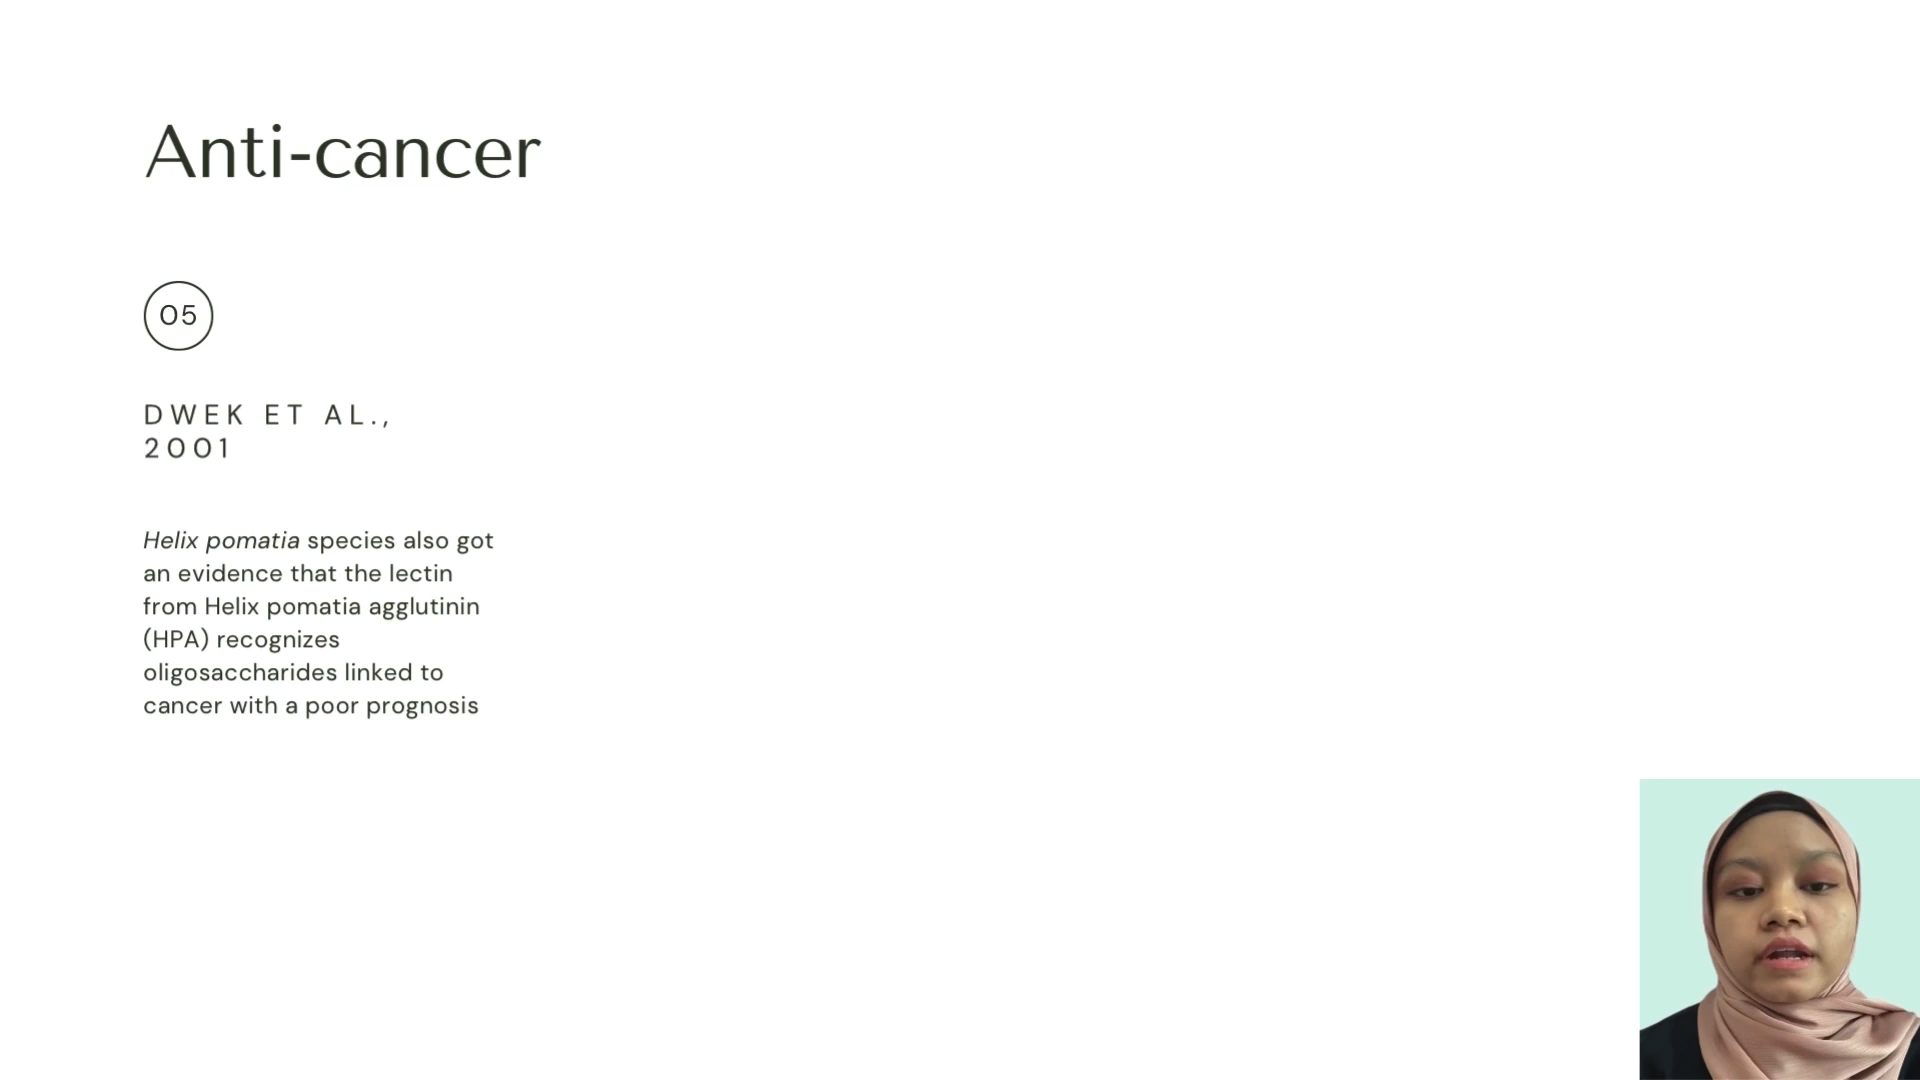 Anti-cancer
05
DWEK ET AL.,
2001
Helix pomatia species also got
an evidence that the lectin
from Helix pomatia agglutinin
(HPA) recognizes
oligosaccharides linked to
cancer with a poor prognosis